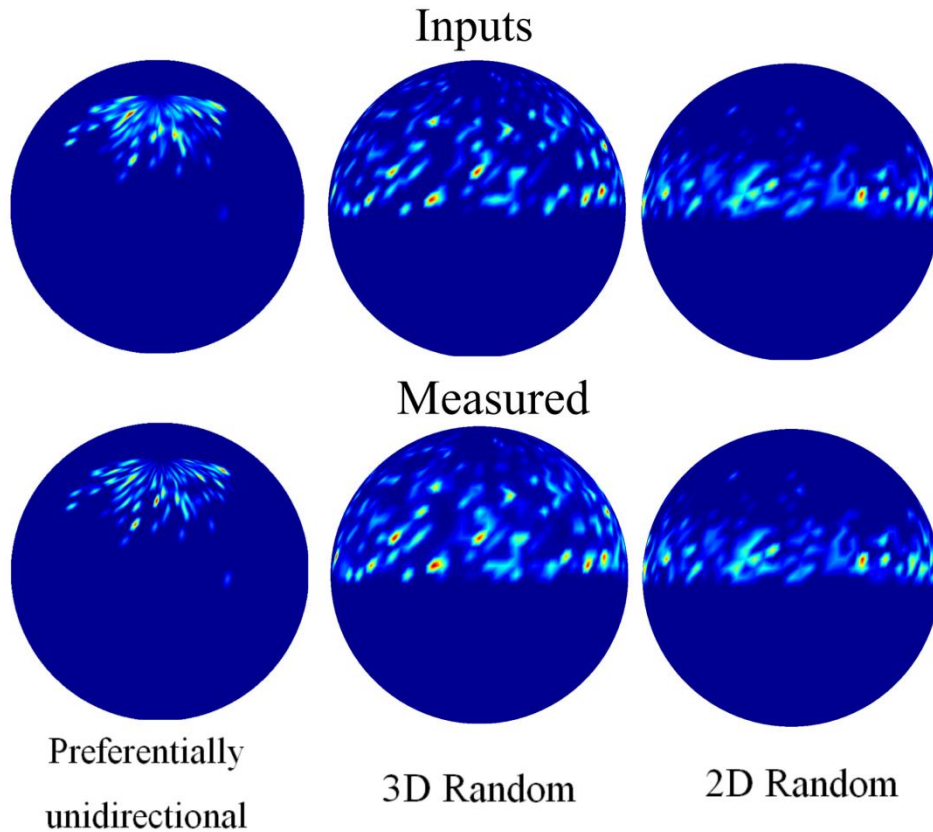 Inputs
Measured
Preferentially
unidirectional
3D Random
2D Random